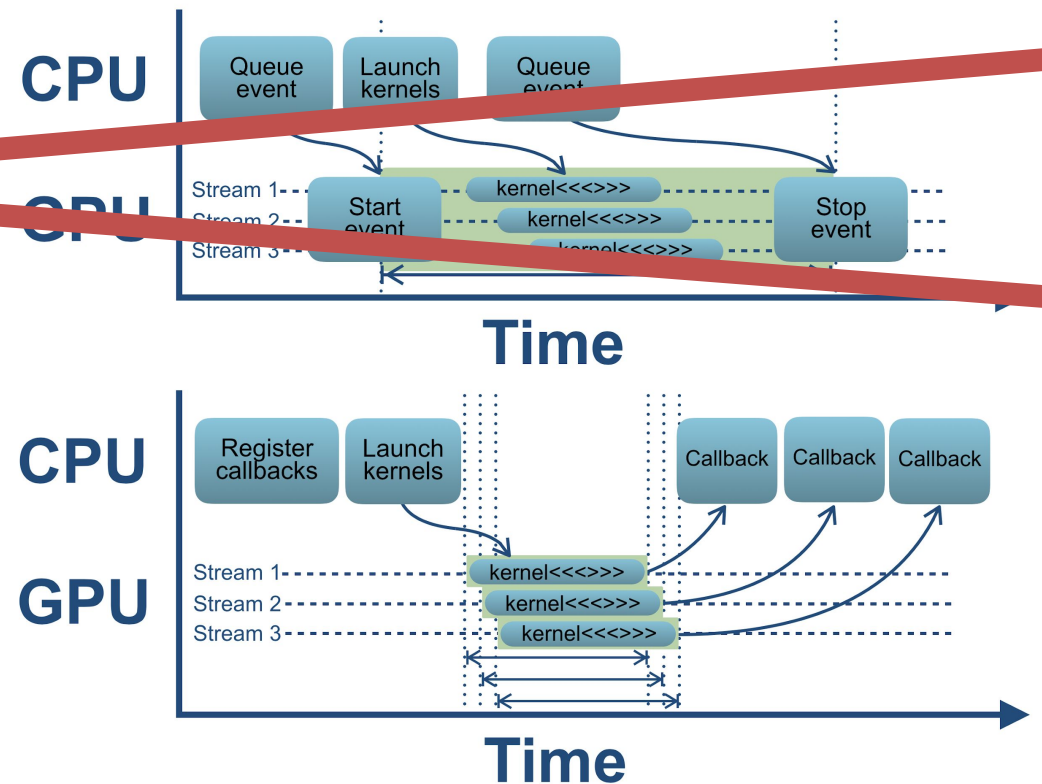 CPU
Queue
event
Launch
kernels
Queue
event
GPU
Stream 1
Stream 2
Stream 3
Start
event
kernel<<<>>>
kernel<<<>>>
kernel<<<>>>
Stop
event
Time
CPU
Register
callbacks
Launch
kernels
Callback
Callback
Callback
GPU
Stream 1
Stream 2
Stream 3
kernel<<<>>>
kernel<<<>>>
kernel<<<>>>
Time